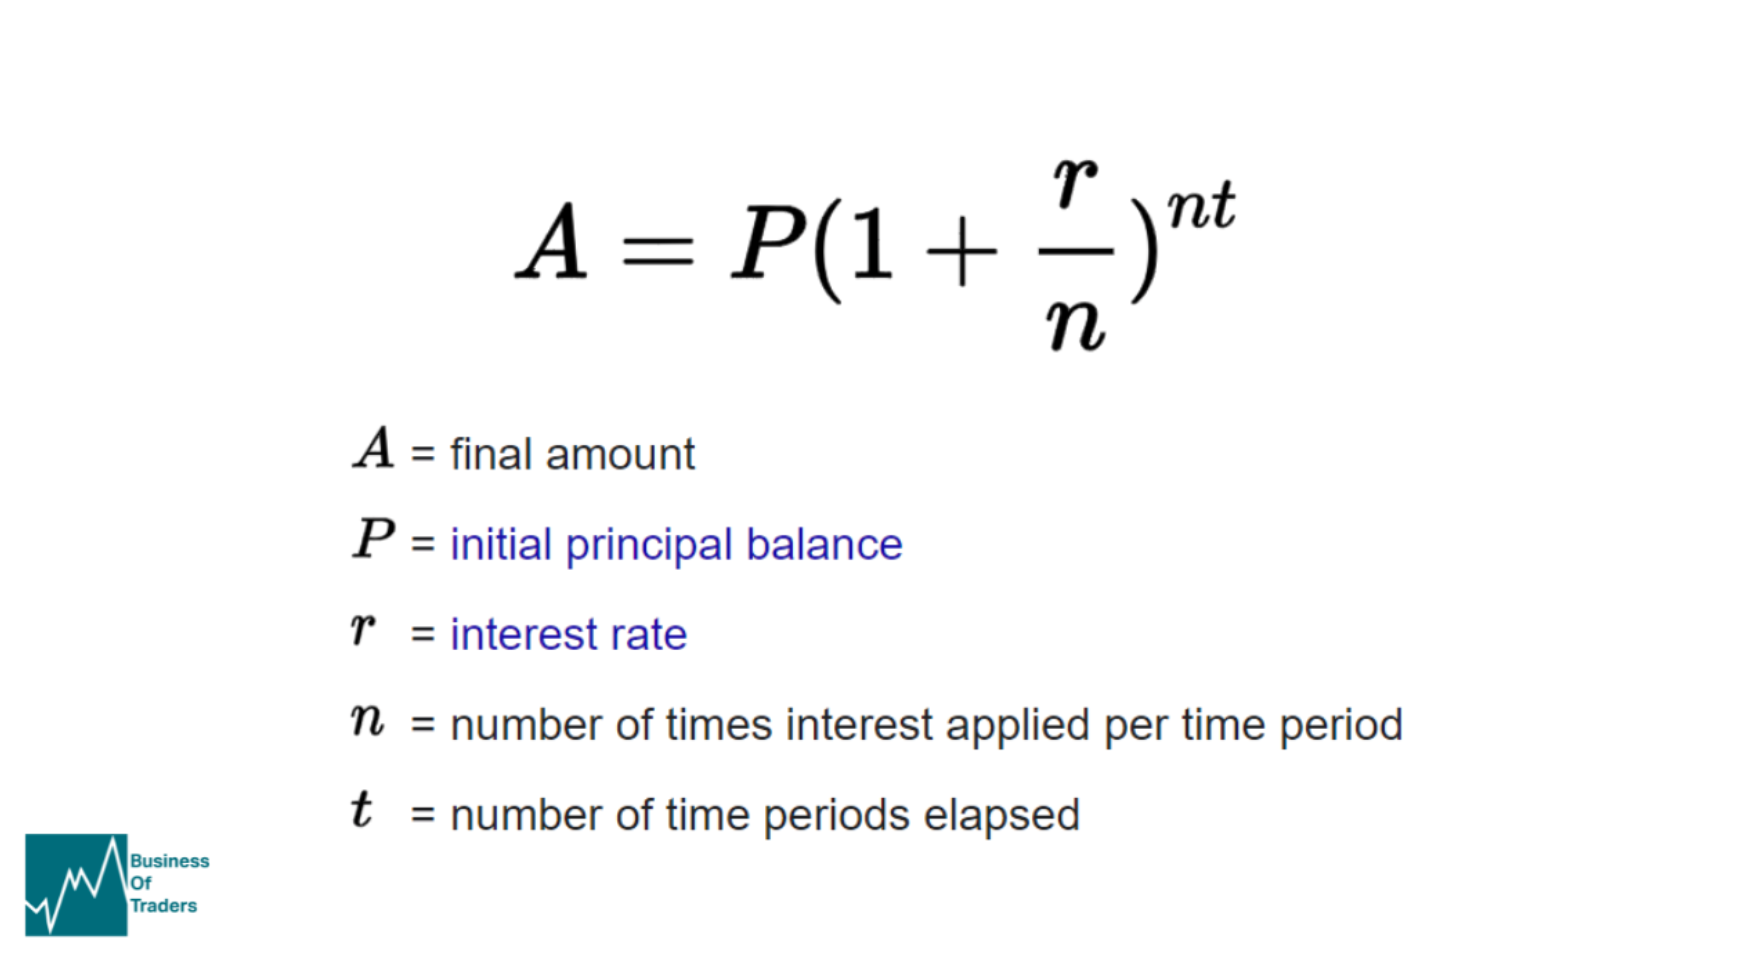 A = P(1 + r/n)^nt
A = final amount
P = initial principal balance
r = interest rate
n = number of times interest applied per time period
t = number of time periods elapsed
Business
Of
Traders